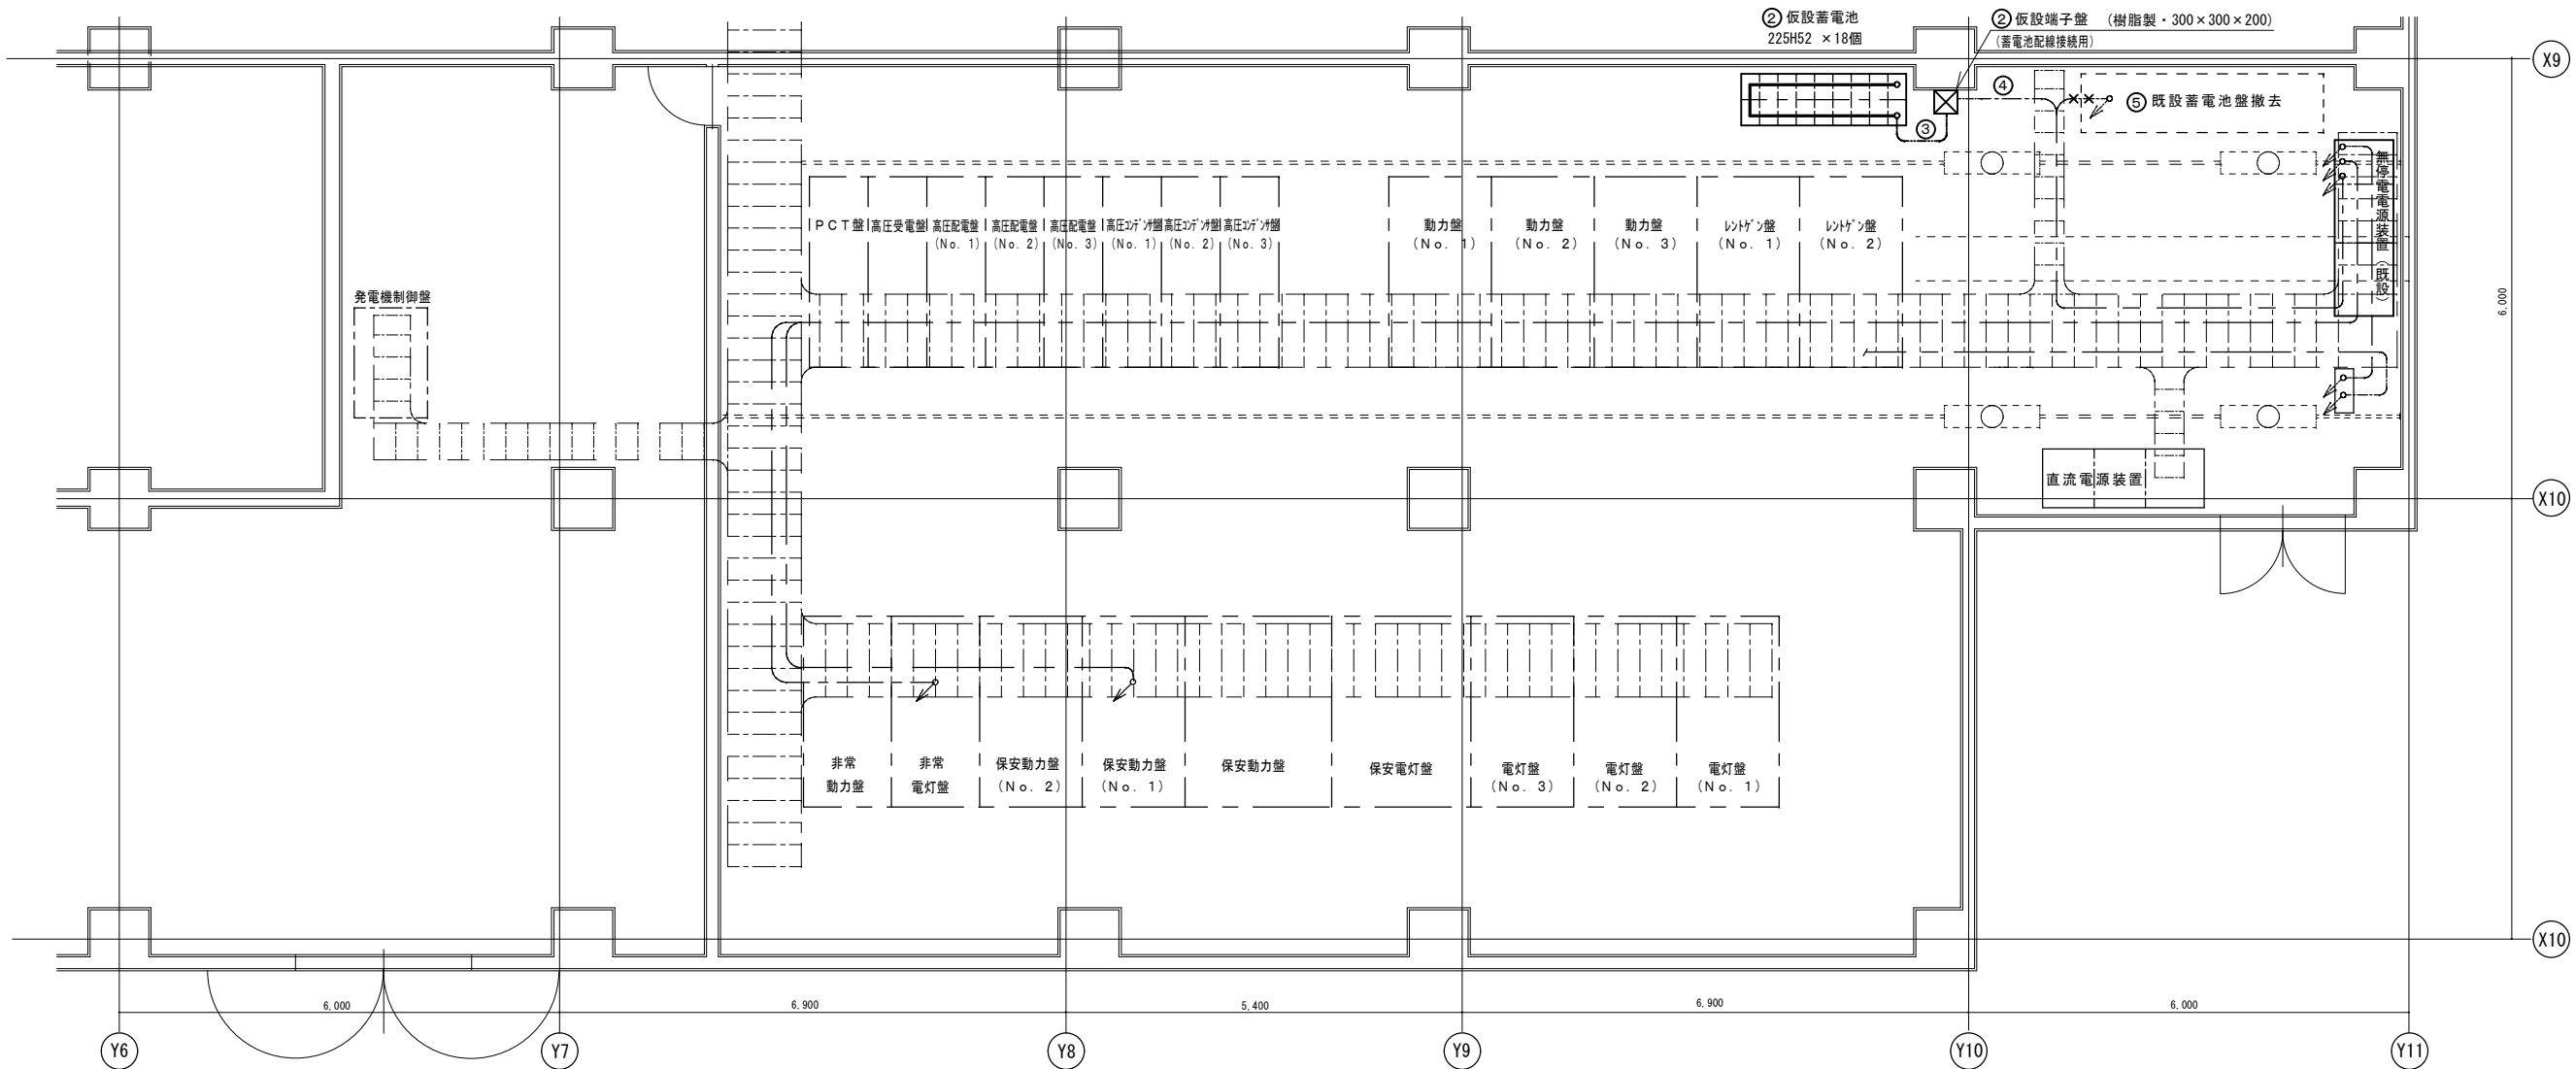 ② 仮設蓄電池
225H52 ×18個
② 仮設端子盤 (樹脂製・300×300×200)
(蓄電池配線接続用)
X9
④
⑤ 既設蓄電池盤撤去
③
無停電電源装置(既設)
PCT盤
高圧受電盤
高圧配電盤
(No. 1)
高圧配電盤
(No. 2)
高圧配電盤
(No. 3)
高圧コンデンサ盤
(No. 1)
高圧コンデンサ盤
(No. 2)
高圧コンデンサ盤
(No. 3)
動力盤
(No. 1)
動力盤
(No. 2)
動力盤
(No. 3)
レントゲン盤
(No. 1)
レントゲン盤
(No. 2)
発電機制御盤
6,000
直流電源装置
X10
非常
動力盤
非常
電灯盤
保安動力盤
(No. 2)
保安動力盤
(No. 1)
保安動力盤
保安電灯盤
電灯盤
(No. 3)
電灯盤
(No. 2)
電灯盤
(No. 1)
X10
6,000
6,900
5,400
6,900
6,000
Y6
Y7
Y8
Y9
Y10
Y11